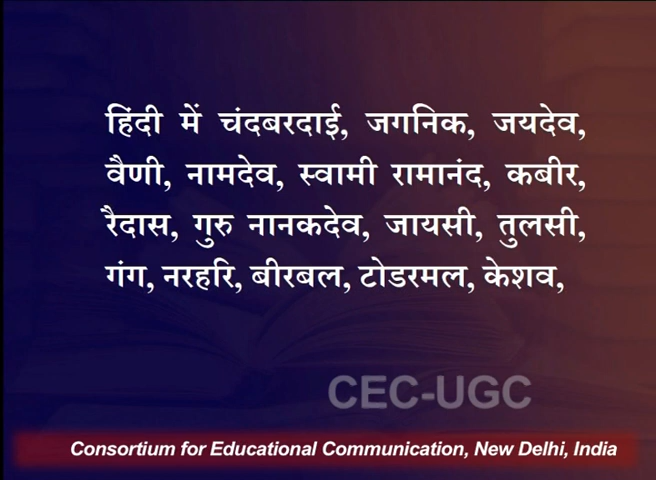 हिंदी में चंदबरदाई, जगनिक, जयदेव,
वैणी, नामदेव, स्वामी रामानंद, कबीर,
रैदास, गुरु नानकदेव, जायसी, तुलसी,
गंग, नरहरि, बीरबल, टोडरमल, केशव,
CEC-UGC
Consortium for Educational Communication, New Delhi, India